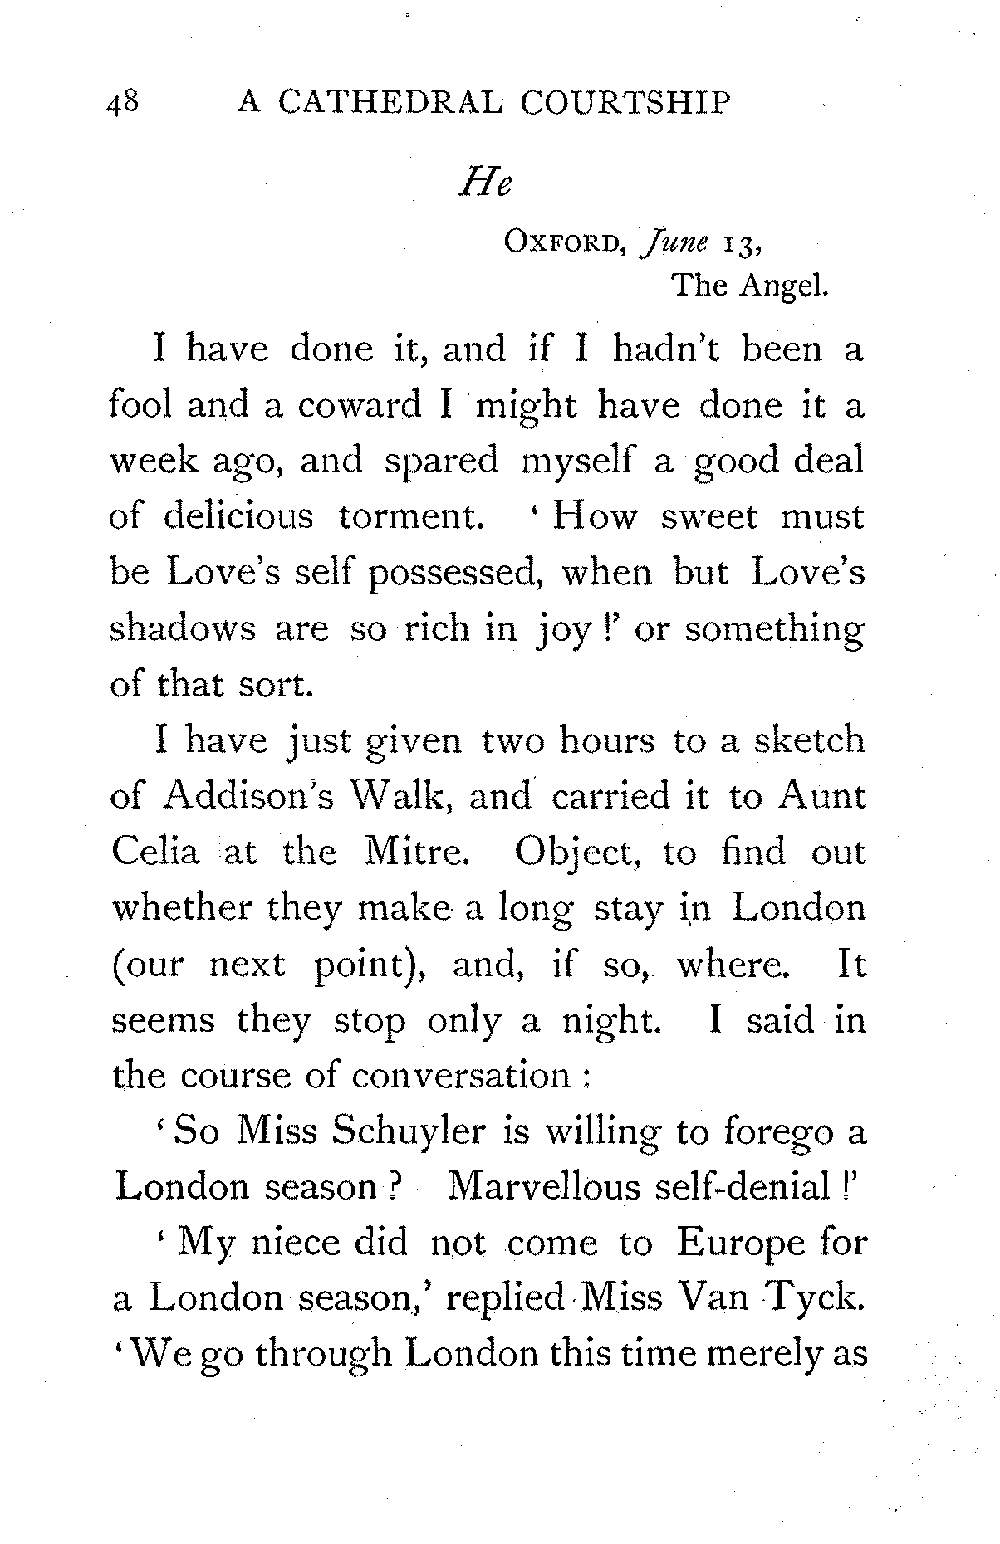 48 A CATHEDRAL COURTSHIP
He
OXFORD, June 13,
The Angel.
I have done it, and if I hadn't been a
fool and a coward I might have done it a
week ago, and spared myself a good deal
of delicious torment. ‘How sweet must
be Love's self possessed, when but Love's
shadows are so rich in joy!’ or something
of that sort.
I have just given two hours to a sketch
of Addison's Walk, and carried it to Aunt
Celia at the Mitre. Object, to find out
whether they make a long stay in London
(our next point), and, if so, where. It
seems they stop only a night. I said in
the course of conversation :
‘So Miss Schuyler is willing to forego a
London season? Marvellous self-denial!’
‘My niece did not come to Europe for
a London season,’ replied Miss Van Tyck.
‘We go through London this time merely as